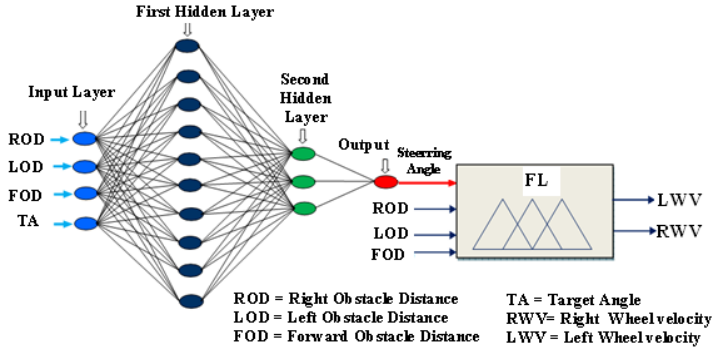 First Hidden Layer
Input Layer
Second
Hidden
Layer
Output
Steerring
Angle
ROD
LOD
FOD
TA
ROD
LOD
FOD
FL
LWV
RWV
ROD = Right Obstacle Distance
LOD = Left Obstacle Distance
FOD = Forward Obstacle Distance
TA = Target Angle
RWV= Right Wheel velocity
LWV= Left Wheel velocity